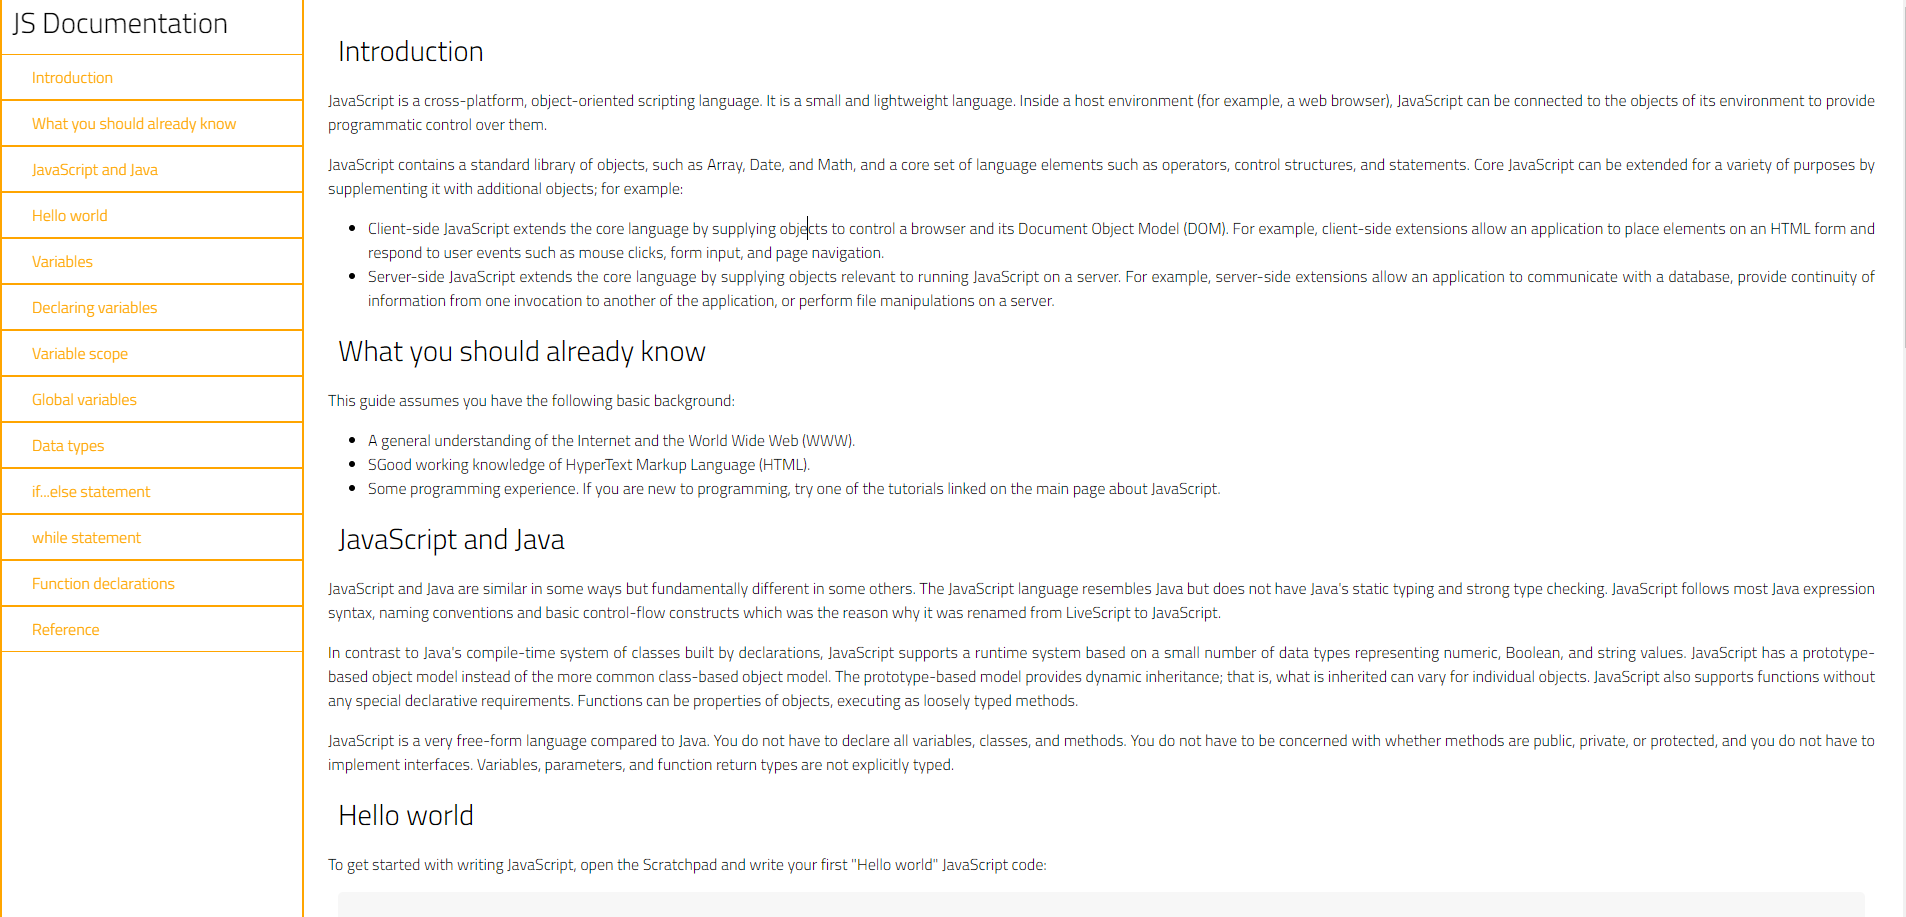 JS Documentation
Introduction
What you should already know
JavaScript and Java
Hello world
Variables
Declaring variables
Variable scope
Global variables
Data types
if...else statement
while statement
Function declarations
Reference
Introduction
JavaScript is a cross-platform, object-oriented scripting language. It is a small and lightweight language. Inside a host environment (for example, a web browser), JavaScript can be connected to the objects of its environment to provide
programmatic control over them.
JavaScript contains a standard library of objects, such as Array, Date, and Math, and a core set of language elements such as operators, control structures, and statements. Core JavaScript can be extended for a variety of purposes by
supplementing it with additional objects; for example:
• Client-side JavaScript extends the core language by supplying objects to control a browser and its Document Object Model (DOM). For example, client-side extensions allow an application to place elements on an HTML form and
respond to user events such as mouse clicks, form input, and page navigation.
• Server-side JavaScript extends the core language by supplying objects relevant to running JavaScript on a server. For example, server-side extensions allow an application to communicate with a database, provide continuity of
information from one invocation to another of the application, or perform file manipulations on a server.
What you should already know
This guide assumes you have the following basic background:
• A general understanding of the Internet and the World Wide Web (WWW).
• SGood working knowledge of HyperText Markup Language (HTML).
• Some programming experience. If you are new to programming, try one of the tutorials linked on the main page about JavaScript.
JavaScript and Java
JavaScript and Java are similar in some ways but fundamentally different in some others. The JavaScript language resembles Java but does not have Java's static typing and strong type checking. JavaScript follows most Java expression
syntax, naming conventions and basic control-flow constructs which was the reason why it was renamed from LiveScript to JavaScript.
In contrast to Java's compile-time system of classes built by declarations, JavaScript supports a runtime system based on a small number of data types representing numeric, Boolean, and string values. JavaScript has a prototype-
based object model instead of the more common class-based object model. The prototype-based model provides dynamic inheritance; that is, what is inherited can vary for individual objects. JavaScript also supports functions without
any special declarative requirements. Functions can be properties of objects, executing as loosely typed methods.
JavaScript is a very free-form language compared to Java. You do not have to declare all variables, classes, and methods. You do not have to be concerned with whether methods are public, private, or protected, and you do not have to
implement interfaces. Variables, parameters, and function return types are not explicitly typed.
Hello world
To get started with writing JavaScript, open the Scratchpad and write your first "Hello world" JavaScript code: